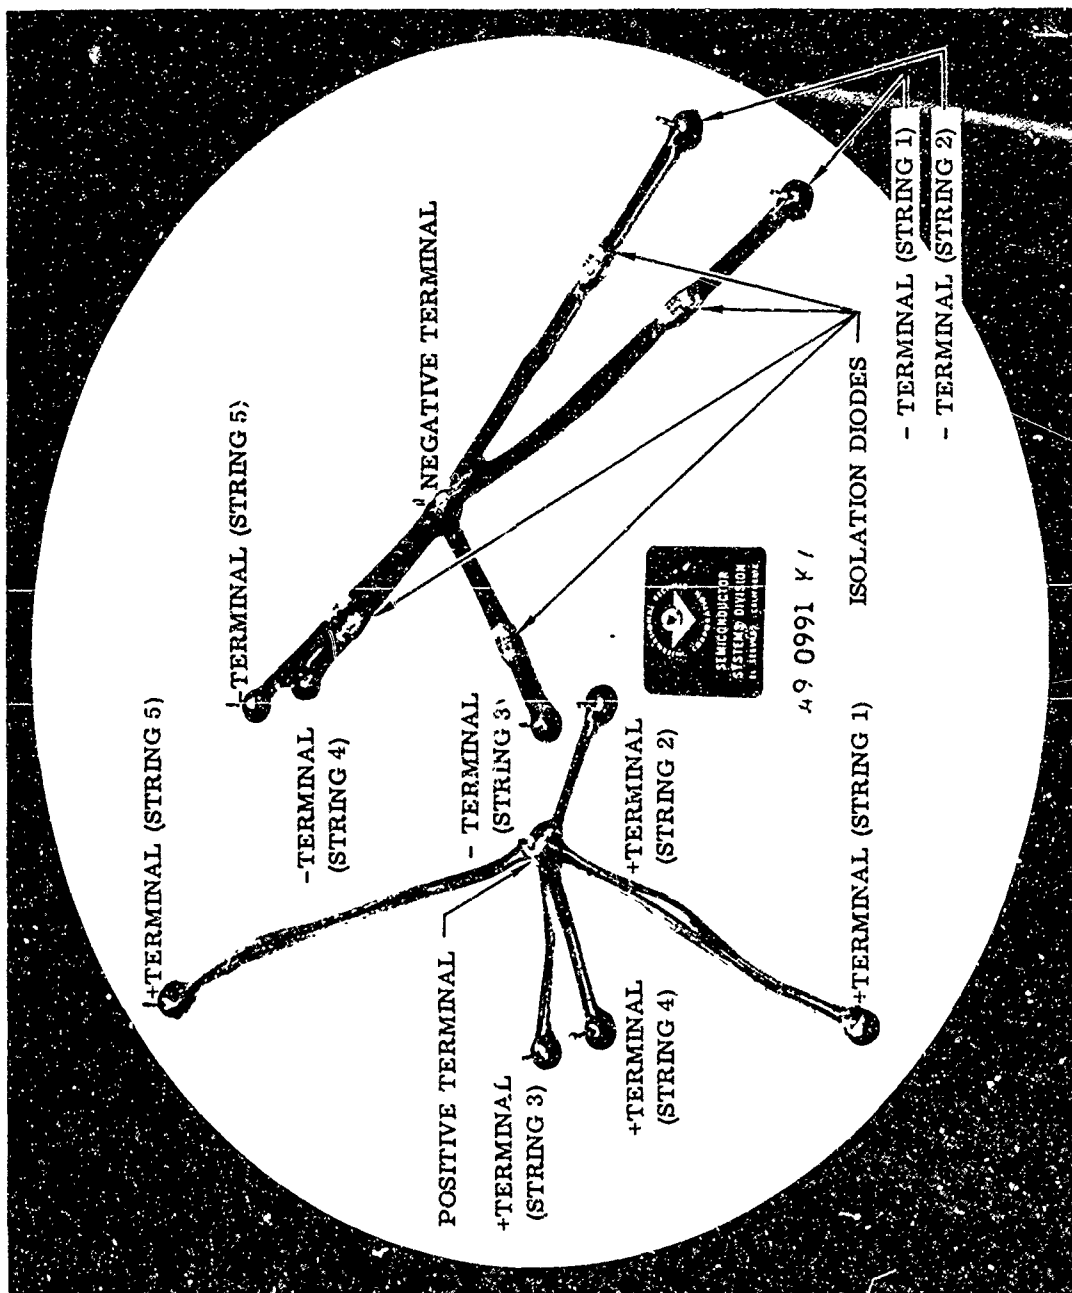 +TERMINAL (STRING 5)
-TERMINAL (STRING 5)
-TERMINAL
(STRING 4)
NEGATIVE TERMINAL
POSITIVE TERMINAL
- TERMINAL
(STRING 3)
+TERMINAL
(STRING 3)
+TERMINAL
(STRING 2)
+TERMINAL
(STRING 4)
SEMICONDUCTOR
SYSTEMS DIVISION
49 0991
+TERMINAL (STRING 1)
ISOLATION DIODES
- TERMINAL (STRING 1)
- TERMINAL (STRING 2)